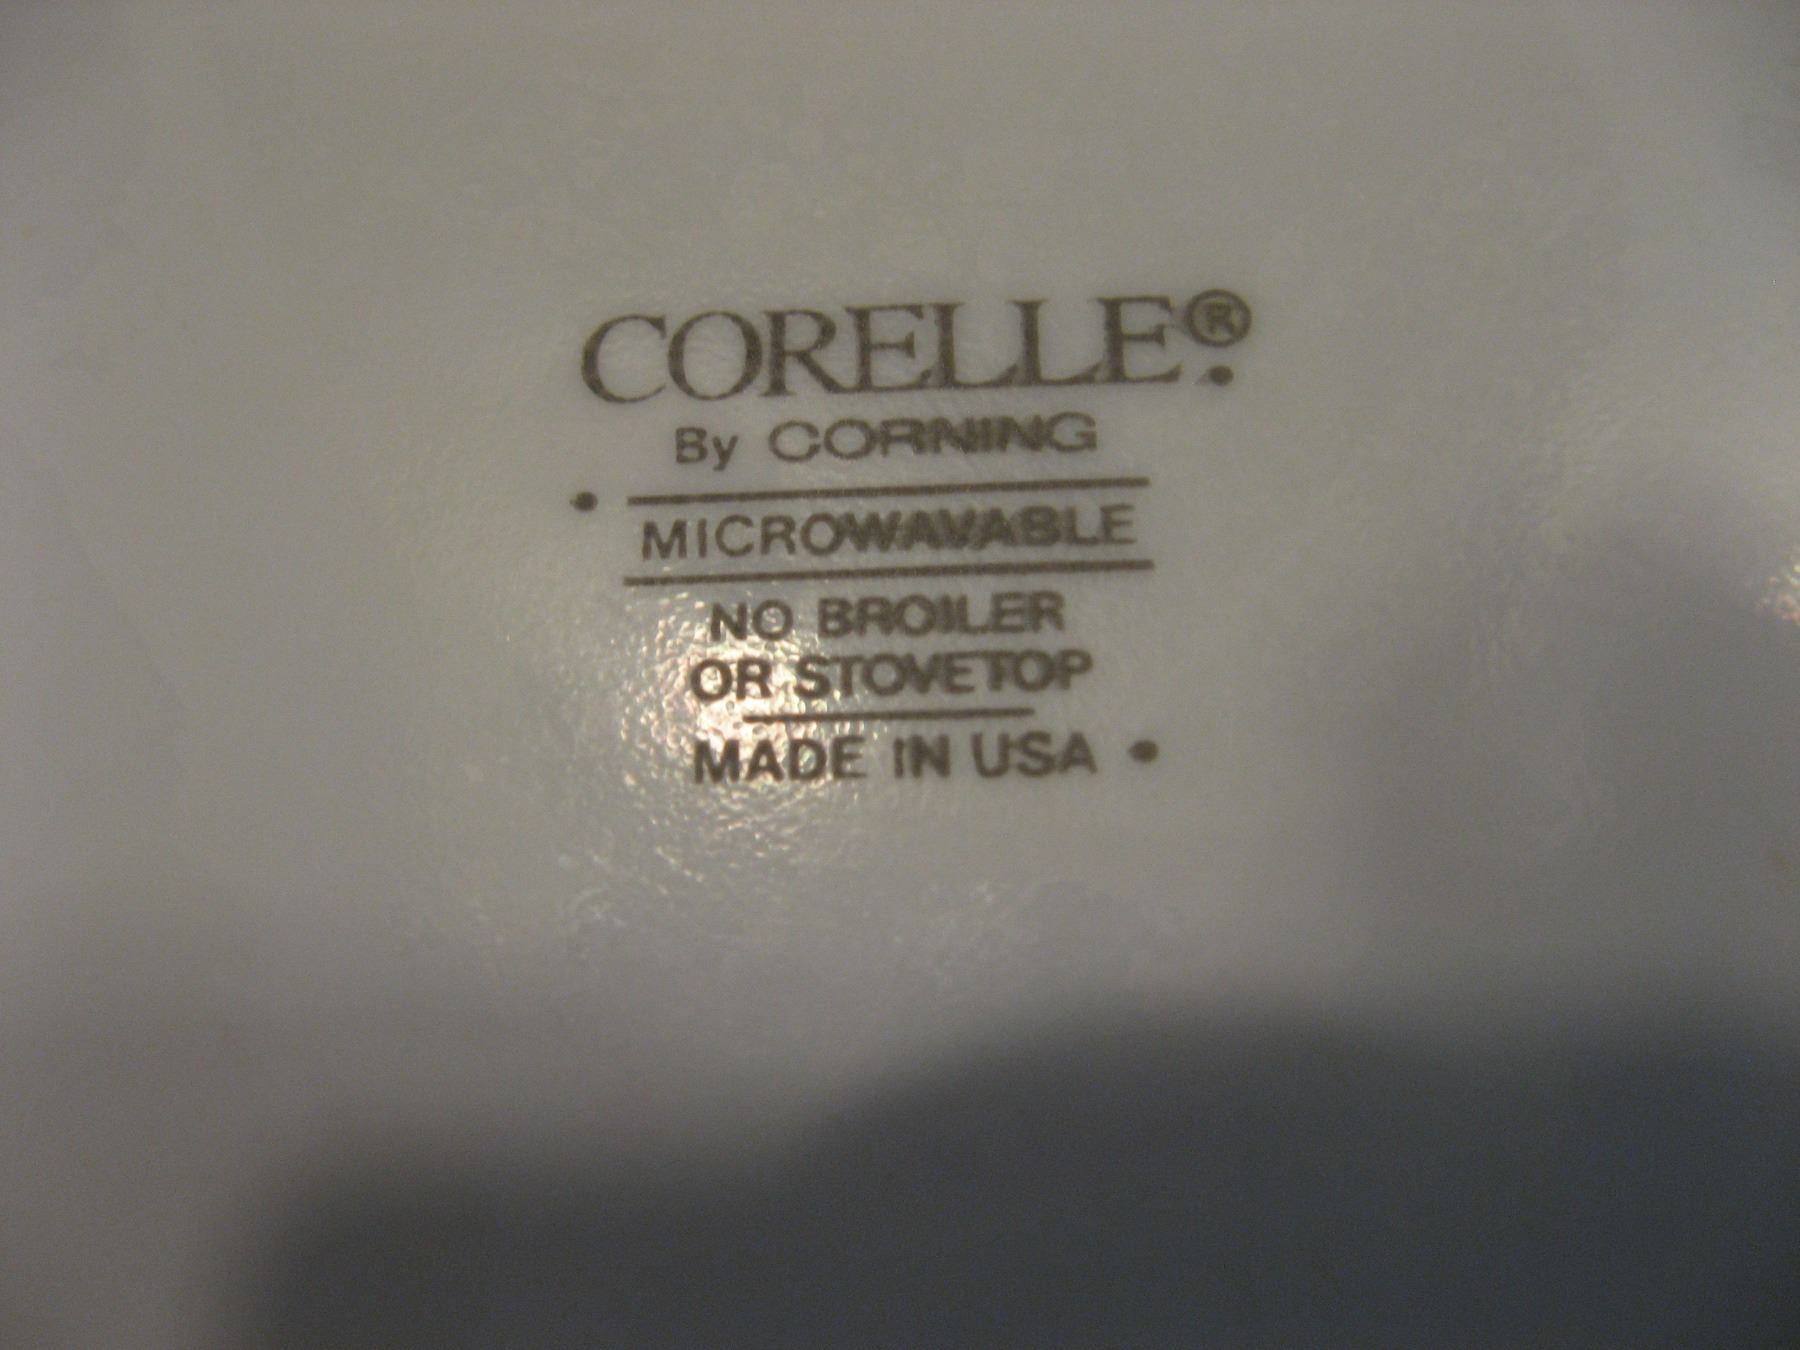 CORELLE®.
By CORNING
• MICROWAVABLE
NO BROILER
OR STOVETOP
MADE IN USA •